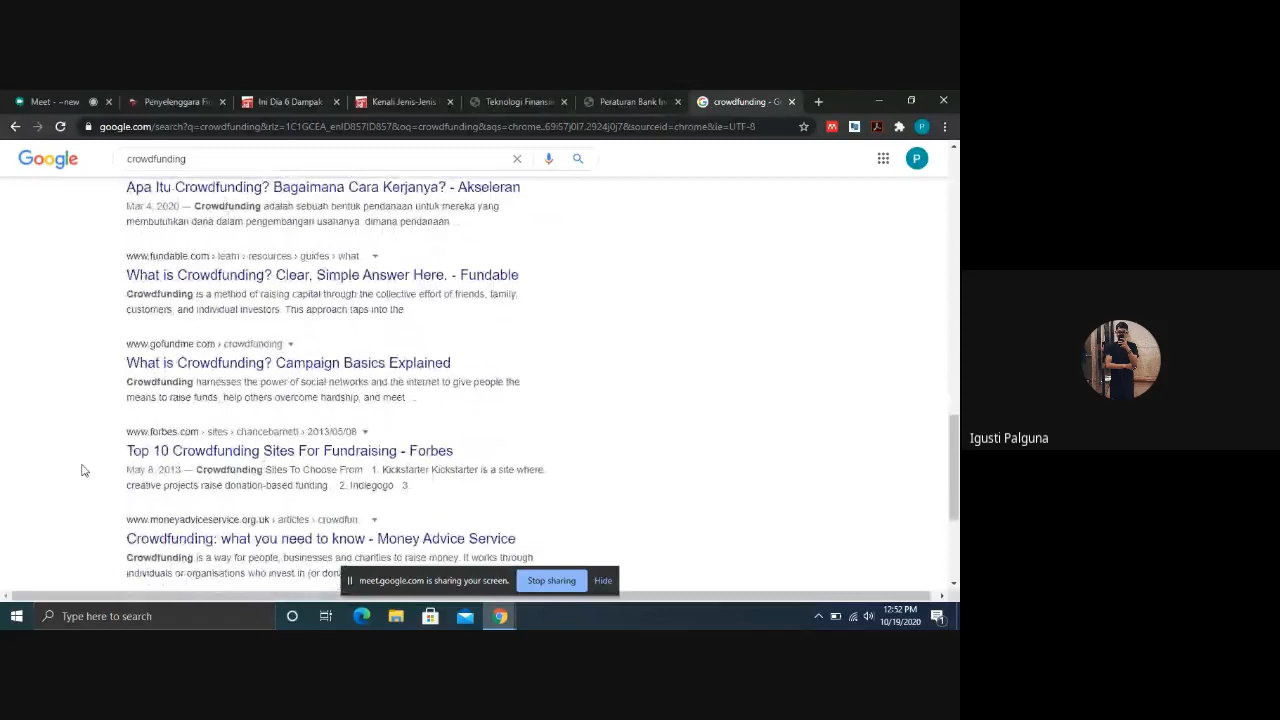 Meet - ~new
Penyelenggara Fi
Ini Dia 6 Dampak
Kenali Jenis-Jenis
Teknologi Finansi
Peraturan Bank In
crowdfunding - G
google.com/search?q=crowdfunding&rlz=1C1GCEA_enID857ID857&oq=crowdfunding&aqs=chrome..69i57j0l7.2924j0j7&sourceid=chrome&ie=UTF-8
P
Google
crowdfunding
P
Apa Itu Crowdfunding? Bagaimana Cara Kerjanya? - Akseleran
Mar 4, 2020 — Crowdfunding adalah sebuah bentuk pendanaan untuk mereka yang
membutuhkan dana dalam pengembangan usahanya, dimana pendanaan ...
www.fundable.com › learn › resources › guides › what
What is Crowdfunding? Clear, Simple Answer Here. - Fundable
Crowdfunding is a method of raising capital through the collective effort of friends, family,
customers, and individual investors. This approach taps into the
www.gofundme.com › crowdfunding
What is Crowdfunding? Campaign Basics Explained
Crowdfunding harnesses the power of social networks and the internet to give people the
means to raise funds, help others overcome hardship, and meet ...
www.forbes.com › sites › chancebarnett › 2013/05/08
Top 10 Crowdfunding Sites For Fundraising - Forbes
May 8, 2013 — Crowdfunding Sites To Choose From · 1. Kickstarter Kickstarter is a site where
creative projects raise donation-based funding · 2. Indiegogo · 3.
www.moneyadviceservice.org.uk › articles › crowdfun...
Crowdfunding: what you need to know - Money Advice Service
Crowdfunding is a way for people, businesses and charities to raise money. It works through
individuals or organisations who invest in (or don
meet.google.com is sharing your screen.
Stop sharing
Hide
Type here to search
12:52 PM
10/19/2020
1
Igusti Palguna